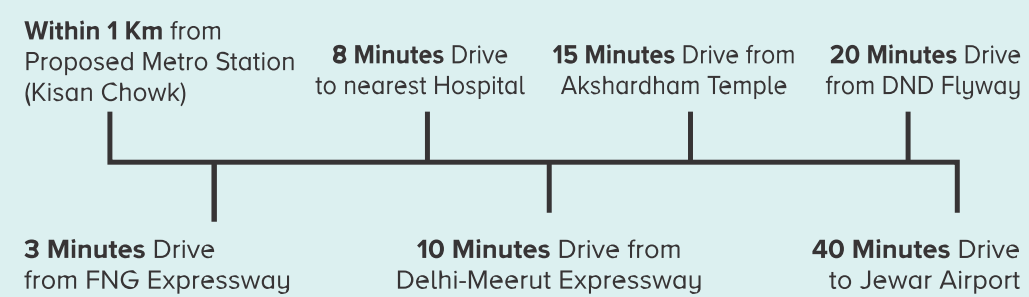 Within 1 Km from
Proposed Metro Station
(Kisan Chowk)
8 Minutes Drive
to nearest Hospital
15 Minutes Drive from
Akshardham Temple
20 Minutes Drive
from DND Flyway
3 Minutes Drive
from FNG Expressway
10 Minutes Drive from
Delhi-Meerut Expressway
40 Minutes Drive
to Jewar Airport